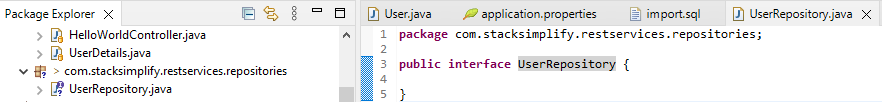 Package Explorer
HelloWorldController.java
UserDetails.java
> com.stacksimplify.restservices.repositories
UserRepository.java
User.java application.properties import.sql UserRepository.java
1 package com.stacksimplify.restservices.repositories;
2
3 public interface UserRepository {
4
5 }